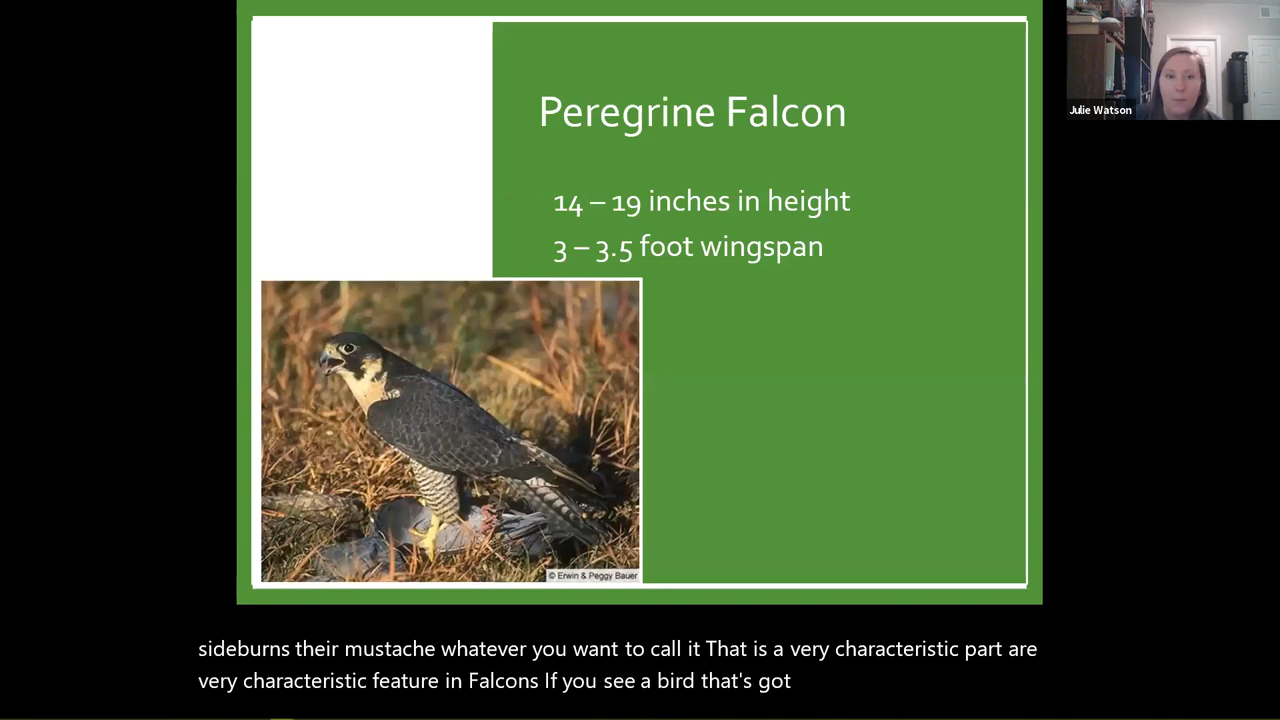 Peregrine Falcon
14 – 19 inches in height
3 – 3.5 foot wingspan
© Erwin & Peggy Bauer
Julie Watson
sideburns their mustache whatever you want to call it That is a very characteristic part are
very characteristic feature in Falcons If you see a bird that's got